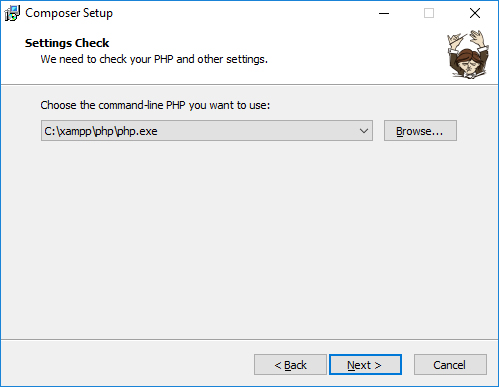 Composer Setup
Settings Check
We need to check your PHP and other settings.
Choose the command-line PHP you want to use:
C:\xampp\php\php.exe
Browse...
< Back
Next >
Cancel